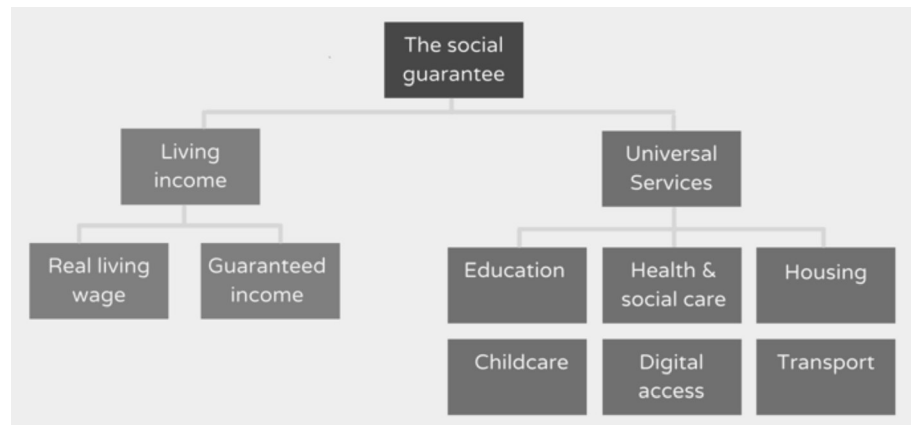 The social
guarantee
Living
income
Universal
Services
Real living
wage
Guaranteed
income
Education
Health &
social care
Housing
Childcare
Digital
access
Transport